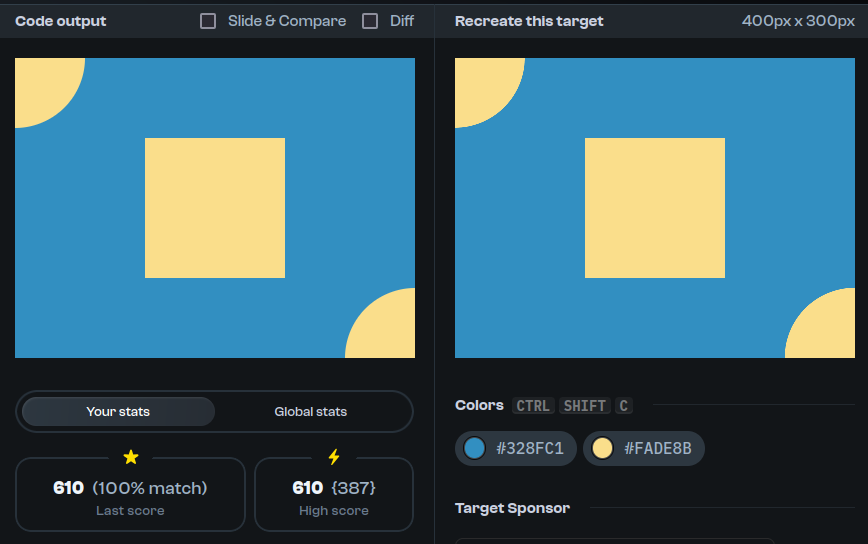 Code output
Slide & Compare
Diff
Recreate this target
400px x 300px
Your stats
Global stats
610 (100% match)
Last score
610 {387}
High score
Colors CTRL SHIFT C
#328FC1
#FADE8B
Target Sponsor